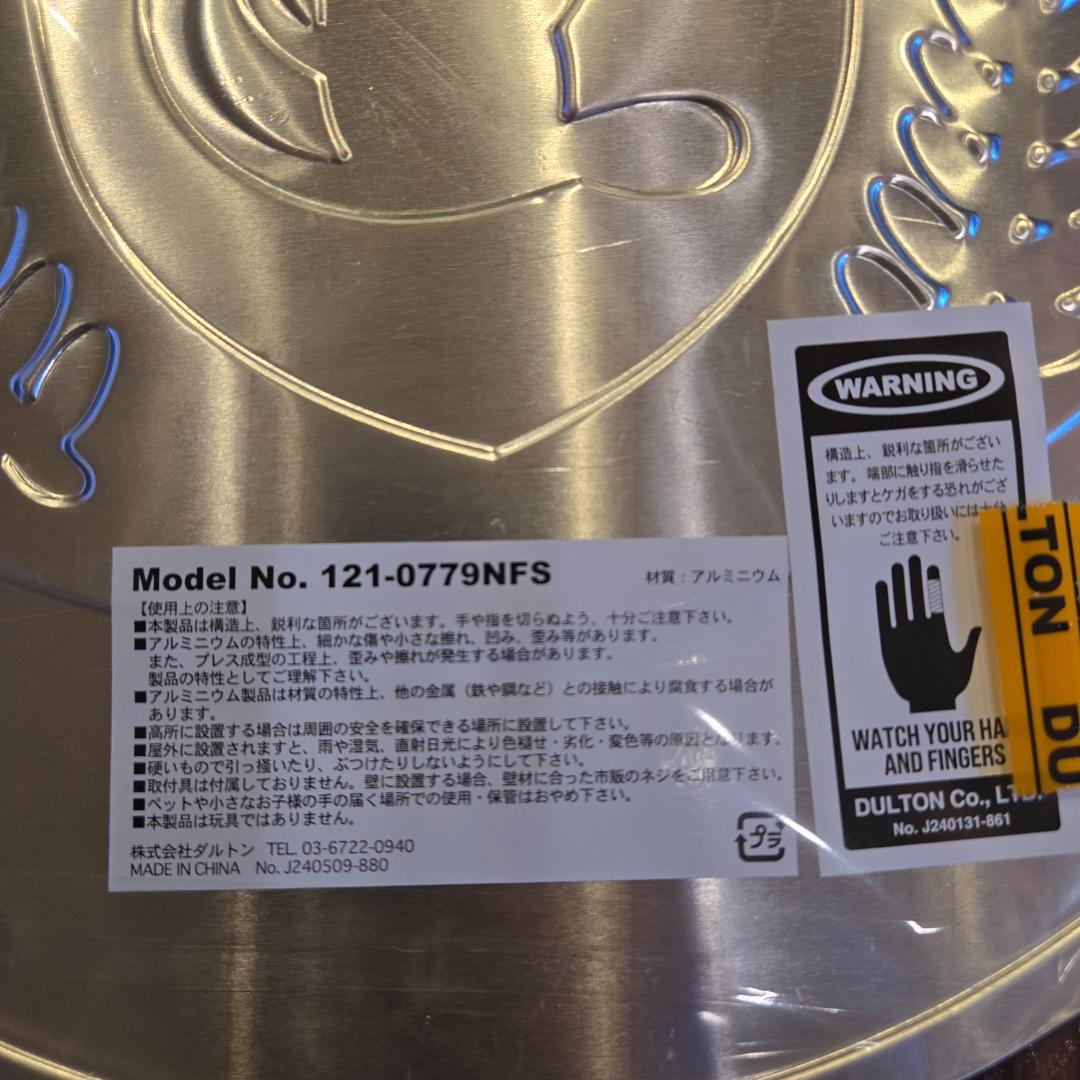 Model No. 121-0779NFS
材質：アルミニウム
【使用上の注意】
■本製品は構造上、鋭利な箇所がございます。手や指を切らぬよう、十分ご注意下さい。
■アルミニウムの特性上、細かな傷や小さな擦れ、凹み、歪み等があります。
また、プレス成型の工程上、歪みや擦れが発生する場合があります。
製品の特性としてご理解下さい。
■アルミニウム製品は材質の特性上、他の金属（鉄や鋼など）との接触により腐食する場合が
あります。
■高所に設置する場合は周囲の安全を確保できる場所に設置して下さい。
■屋外に設置されますと、雨や湿気、直射日光により色褪せ・劣化・変色等の原因となります。
■硬いもので引っ掻いたり、ぶつけたりしないようにして下さい。
■取付具は付属しておりません。壁に設置する場合、壁材に合った市販のネジをご用意下さい。
■ペットや小さなお子様の手の届く場所での使用・保管はおやめ下さい。
■本製品は玩具ではありません。
株式会社ダルトン TEL 03-6722-0940
MADE IN CHINA No. J240509-880
プラ
WARNING
構造上、鋭利な箇所がござい
ます。端部に触り指を滑らせた
りしますとケガをする恐れがござ
いますのでお取り扱いには十分
ご注意下さい。
WATCH YOUR HAN
AND FINGERS
DULTON Co., LTD.
No. J240131-861
TON DU